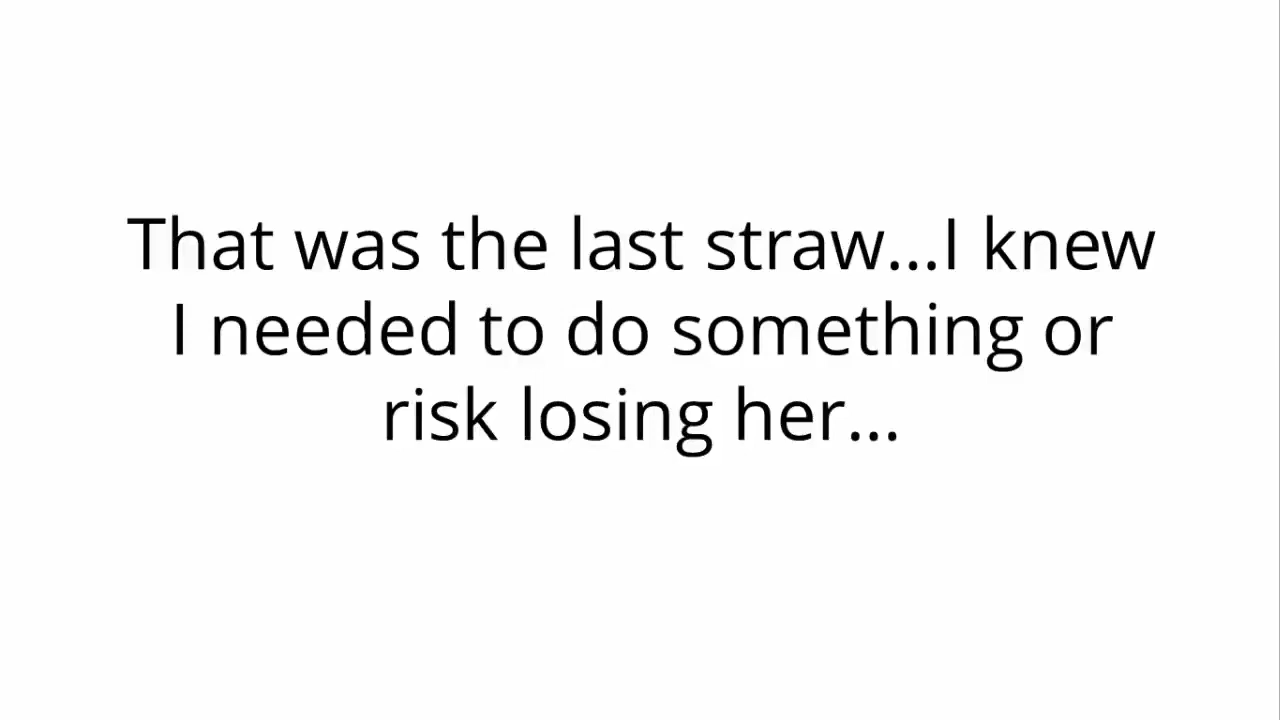 That was the last straw...I knew
I needed to do something or
risk losing her...